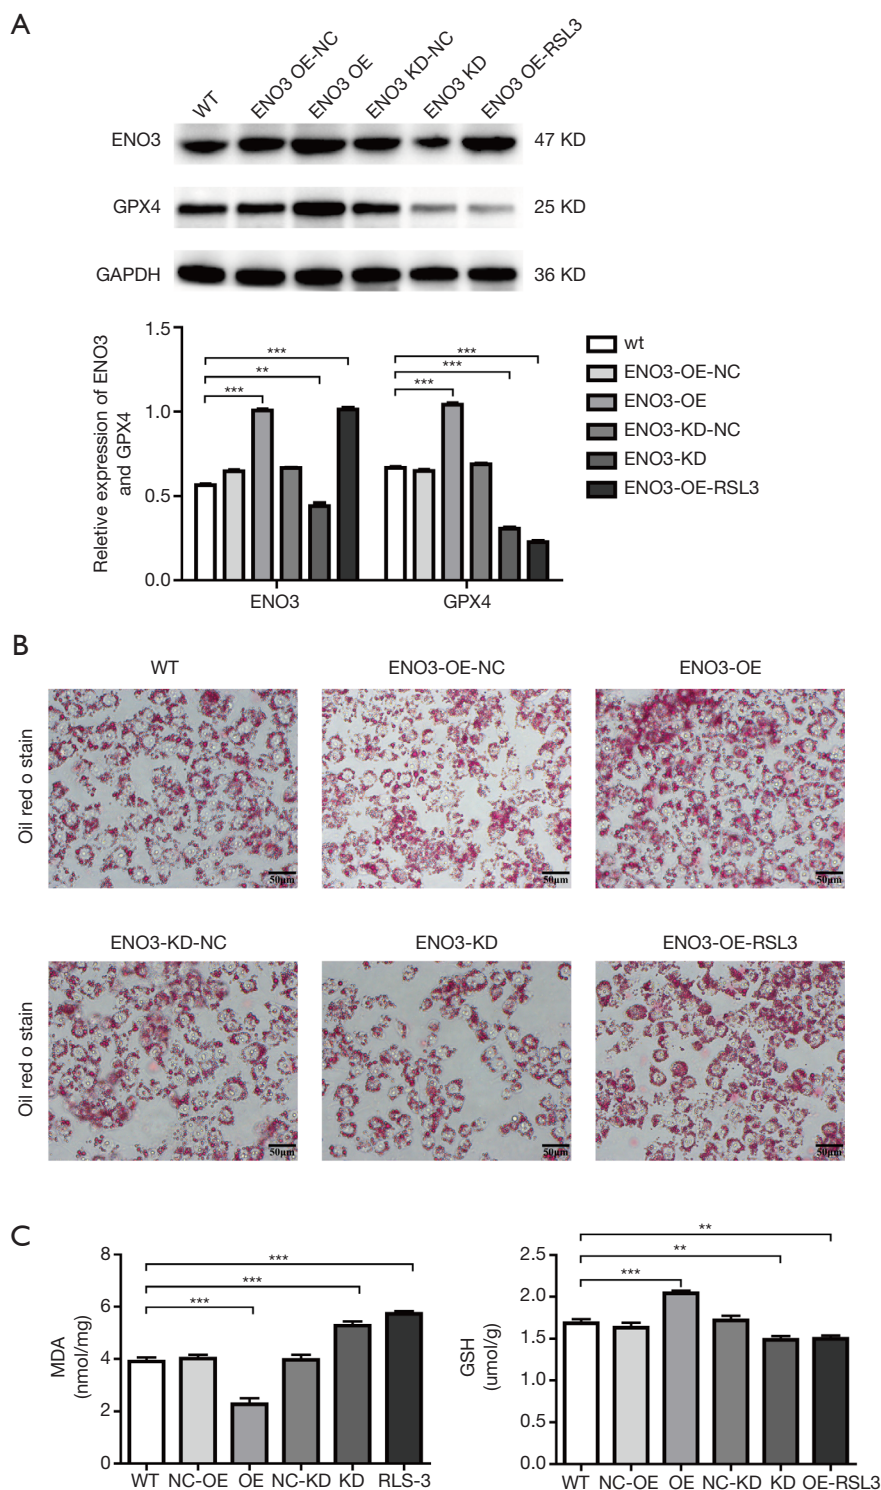 A
WT
ENO3 OE-NC
ENO3 OE
ENO3 KD-NC
ENO3 KD
ENO3 OE-RSL3
ENO3
47 KD
GPX4
25 KD
GAPDH
36 KD
Reletive expression of ENO3
and GPX4
1.5
1.0
0.5
0.0
***
**
***
***
***
***
ENO3
GPX4
wt
ENO3-OE-NC
ENO3-OE
ENO3-KD-NC
ENO3-KD
ENO3-OE-RSL3
B
WT
ENO3-OE-NC
ENO3-OE
Oil red o stain
50μm
50μm
50μm
ENO3-KD-NC
ENO3-KD
ENO3-OE-RSL3
Oil red o stain
50μm
50μm
50μm
C
MDA
(nmol/mg)
8
6
4
2
0
***
***
***
WT
NC-OE
OE
NC-KD
KD
RLS-3
GSH
(umol/g)
2.5
2.0
1.5
1.0
0.5
0.0
**
**
***
WT
NC-OE
OE
NC-KD
KD
OE-RSL3